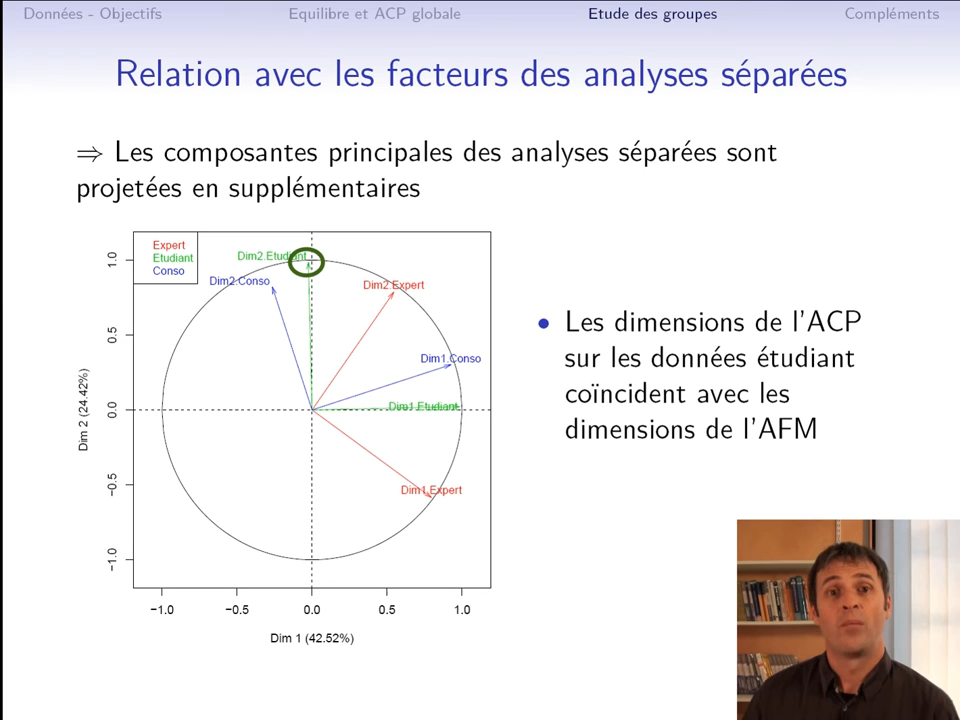 Données - Objectifs
Equilibre et ACP globale
Etude des groupes
Compléments
Relation avec les facteurs des analyses séparées
⇒ Les composantes principales des analyses séparées sont
projetées en supplémentaires
Expert
Etudiant
Conso
Dim2.Etudiant
Dim2.Conso
Dim2.Expert
Dim1.Conso
Dim1.Etudiant
Dim1.Expert
1.0
0.5
0.0
−0.5
−1.0
Dim 2 (24.42%)
−1.0
−0.5
0.0
0.5
1.0
Dim 1 (42.52%)
• Les dimensions de l'ACP
sur les données étudiant
coïncident avec les
dimensions de l'AFM